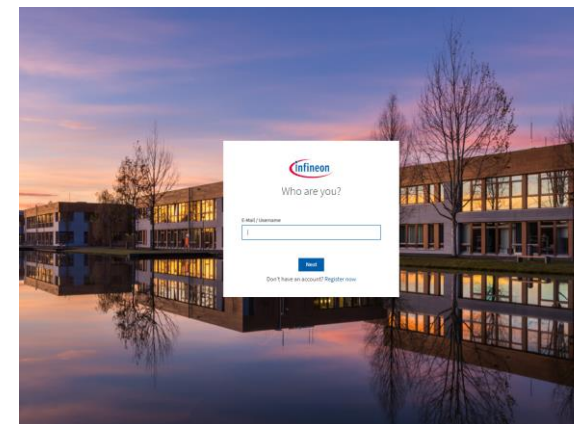 infineon
Who are you?
E-Mail / Username
Next
Don't have an account? Register now